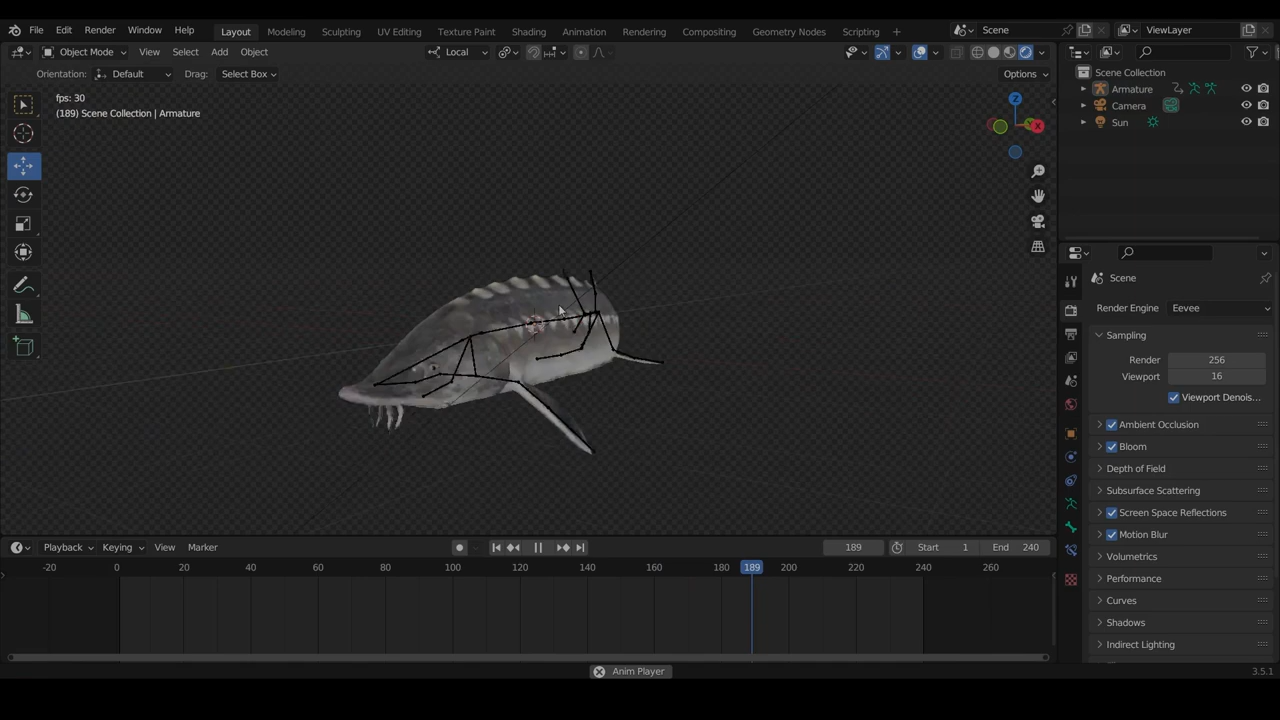 File Edit Render Window Help Layout Modeling Sculpting UV Editing Texture Paint Shading Animation Rendering Compositing Geometry Nodes Scripting + Scene ViewLayer
Object Mode View Select Add Object Local
Orientation: Default Drag: Select Box Options
Scene Collection
Armature
Camera
Sun
fps: 30
(189) Scene Collection | Armature
Z
X
Scene
Render Engine Eevee
Sampling
Render 256
Viewport 16
Viewport Denois...
Ambient Occlusion
Bloom
Depth of Field
Subsurface Scattering
Screen Space Reflections
Motion Blur
Volumetrics
Performance
Curves
Shadows
Indirect Lighting
Playback Keying View Marker 189 Start 1 End 240
-20 0 20 40 60 80 100 120 140 160 180 189 200 220 240 260
Anim Player
3.5.1